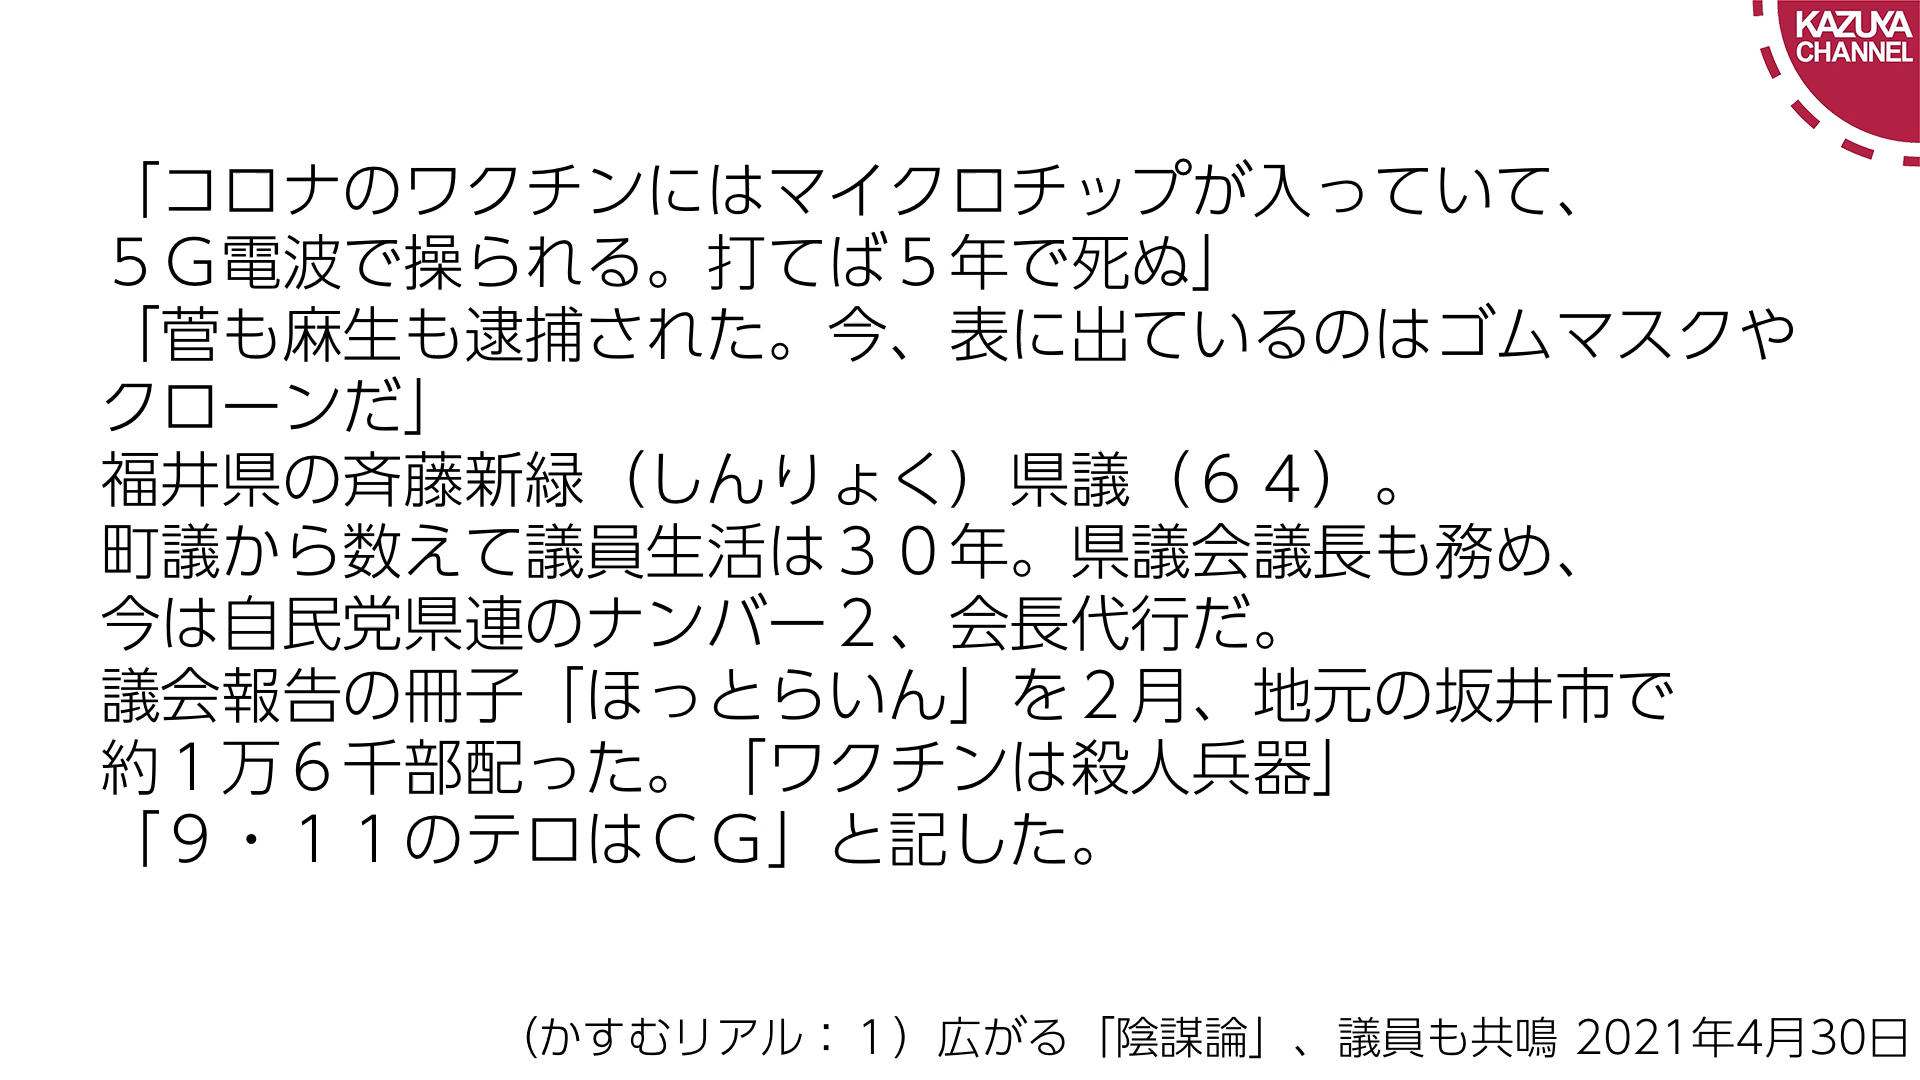 KAZUYA
CHANNEL
「コロナのワクチンにはマイクロチップが入っていて、
５Ｇ電波で操られる。打てば５年で死ぬ」
「菅も麻生も逮捕された。今、表に出ているのはゴムマスクや
クローンだ」
福井県の斉藤新緑（しんりょく）県議（６４）。
町議から数えて議員生活は３０年。県議会議長も務め、
今は自民党県連のナンバー２、会長代行だ。
議会報告の冊子「ほっとらいん」を２月、地元の坂井市で
約１万６千部配った。「ワクチンは殺人兵器」
「９・１１のテロはＣＧ」と記した。
（かすむリアル：１）広がる「陰謀論」、議員も共鳴 2021年4月30日